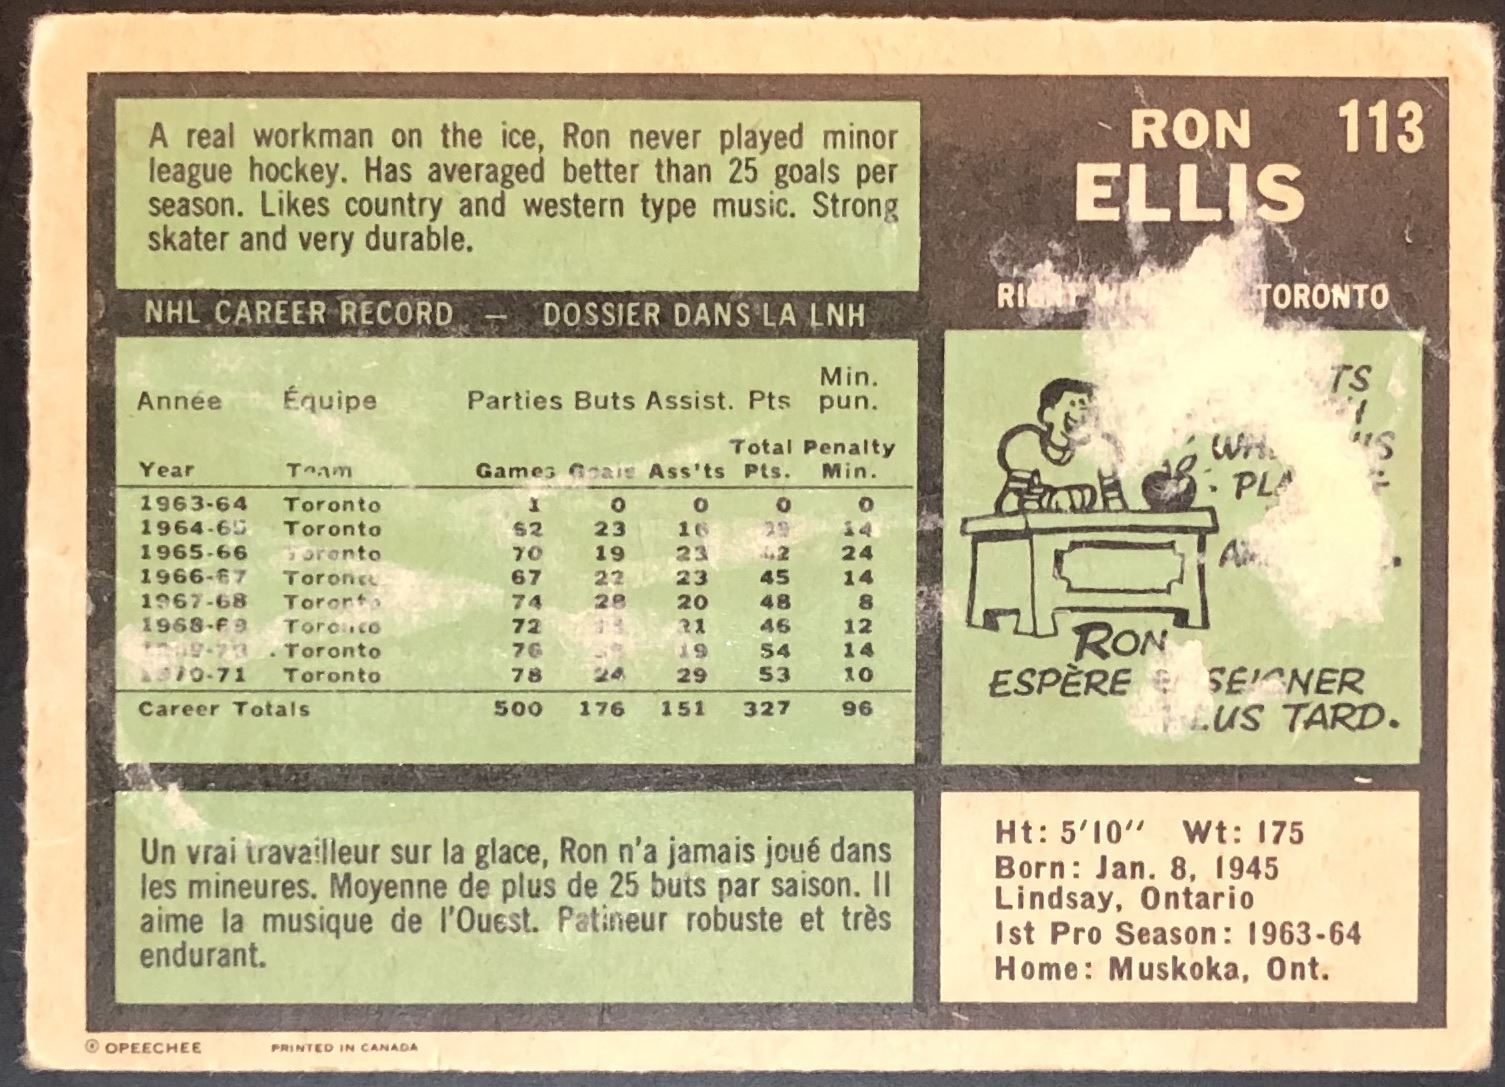 A real workman on the ice, Ron never played minor
league hockey. Has averaged better than 25 goals per
season. Likes country and western type music. Strong
skater and very durable.
RON 113
ELLIS
TORONTO
NHL CAREER RECORD — DOSSIER DANS LA LNH
Année Équipe Parties Buts Assist. Pts Min. pun.
Year Team Games Goals Ass'ts Total Pts. Penalty Min.
1963-64 Toronto 1 0 0 0 0
Toronto 62 23 16 14
1965-66 Toronto 70 19 23 42 24
1966-67 Toronto 67 22 23 45 14
1967-68 Toronto 74 28 20 48 8
1968-69 Toronto 72 21 46 12
Toronto 76 19 54 14
1970-71 Toronto 78 24 29 53 10
Career Totals 500 176 151 327 96
RON
ESPÈRE
TARD.
Un vrai travailleur sur la glace, Ron n'a jamais joué dans
les mineures. Moyenne de plus de 25 buts par saison. Il
aime la musique de l'Ouest. Patineur robuste et très
endurant.
Ht: 5'10" Wt: 175
Born: Jan. 8, 1945
Lindsay, Ontario
1st Pro Season: 1963-64
Home: Muskoka, Ont.
© OPEECHEE PRINTED IN CANADA